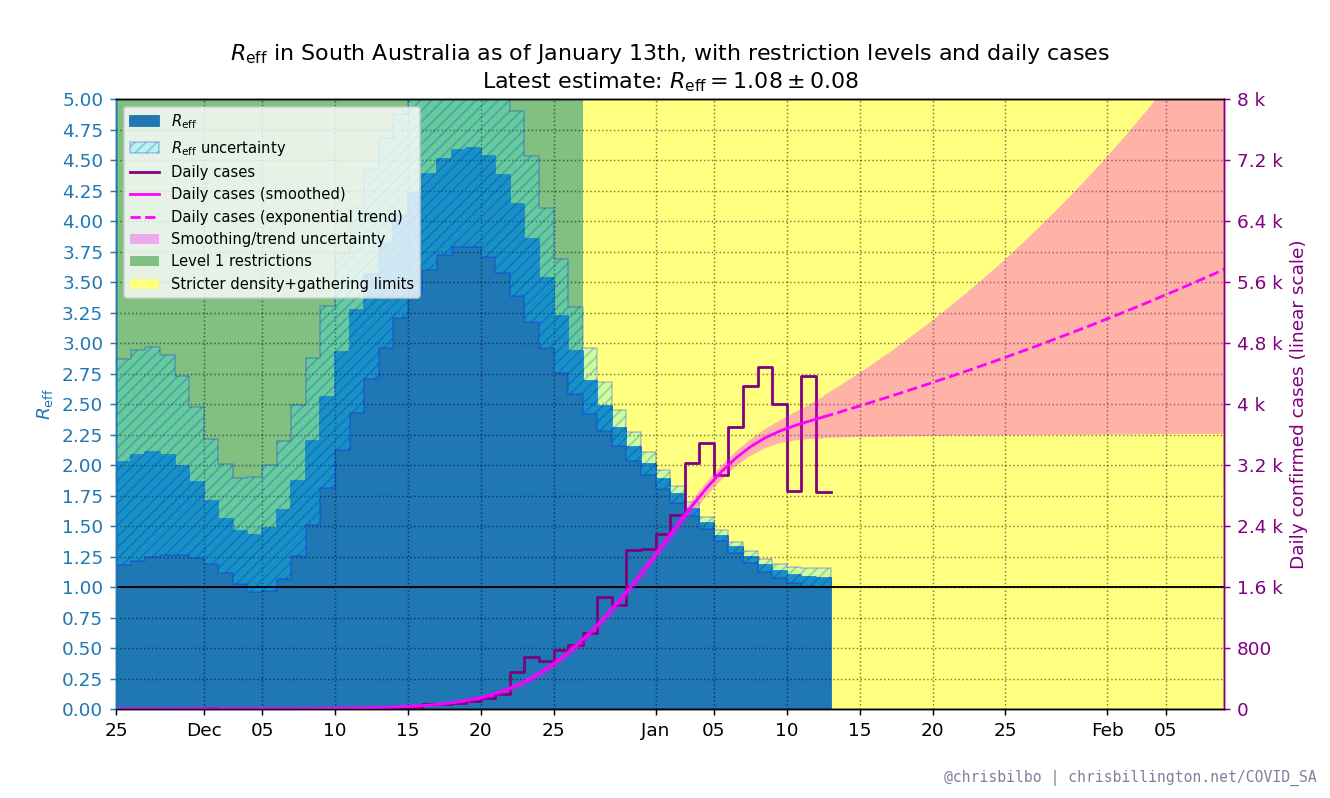 R_eff in South Australia as of January 13th, with restriction levels and daily cases
Latest estimate: R_eff = 1.08 ± 0.08
R_eff
R_eff uncertainty
Daily cases
Daily cases (smoothed)
Daily cases (exponential trend)
Smoothing/trend uncertainty
Level 1 restrictions
Stricter density+gathering limits
5.00
4.75
4.50
4.25
4.00
3.75
3.50
3.25
3.00
2.75
2.50
2.25
2.00
1.75
1.50
1.25
1.00
0.75
0.50
0.25
0.00
R_eff
8 k
7.2 k
6.4 k
5.6 k
4.8 k
4 k
3.2 k
2.4 k
1.6 k
800
0
Daily confirmed cases (linear scale)
25 Dec 05 10 15 20 25 Jan 05 10 15 20 25 Feb 05
@chrisbilbo | chrisbillington.net/COVID_SA